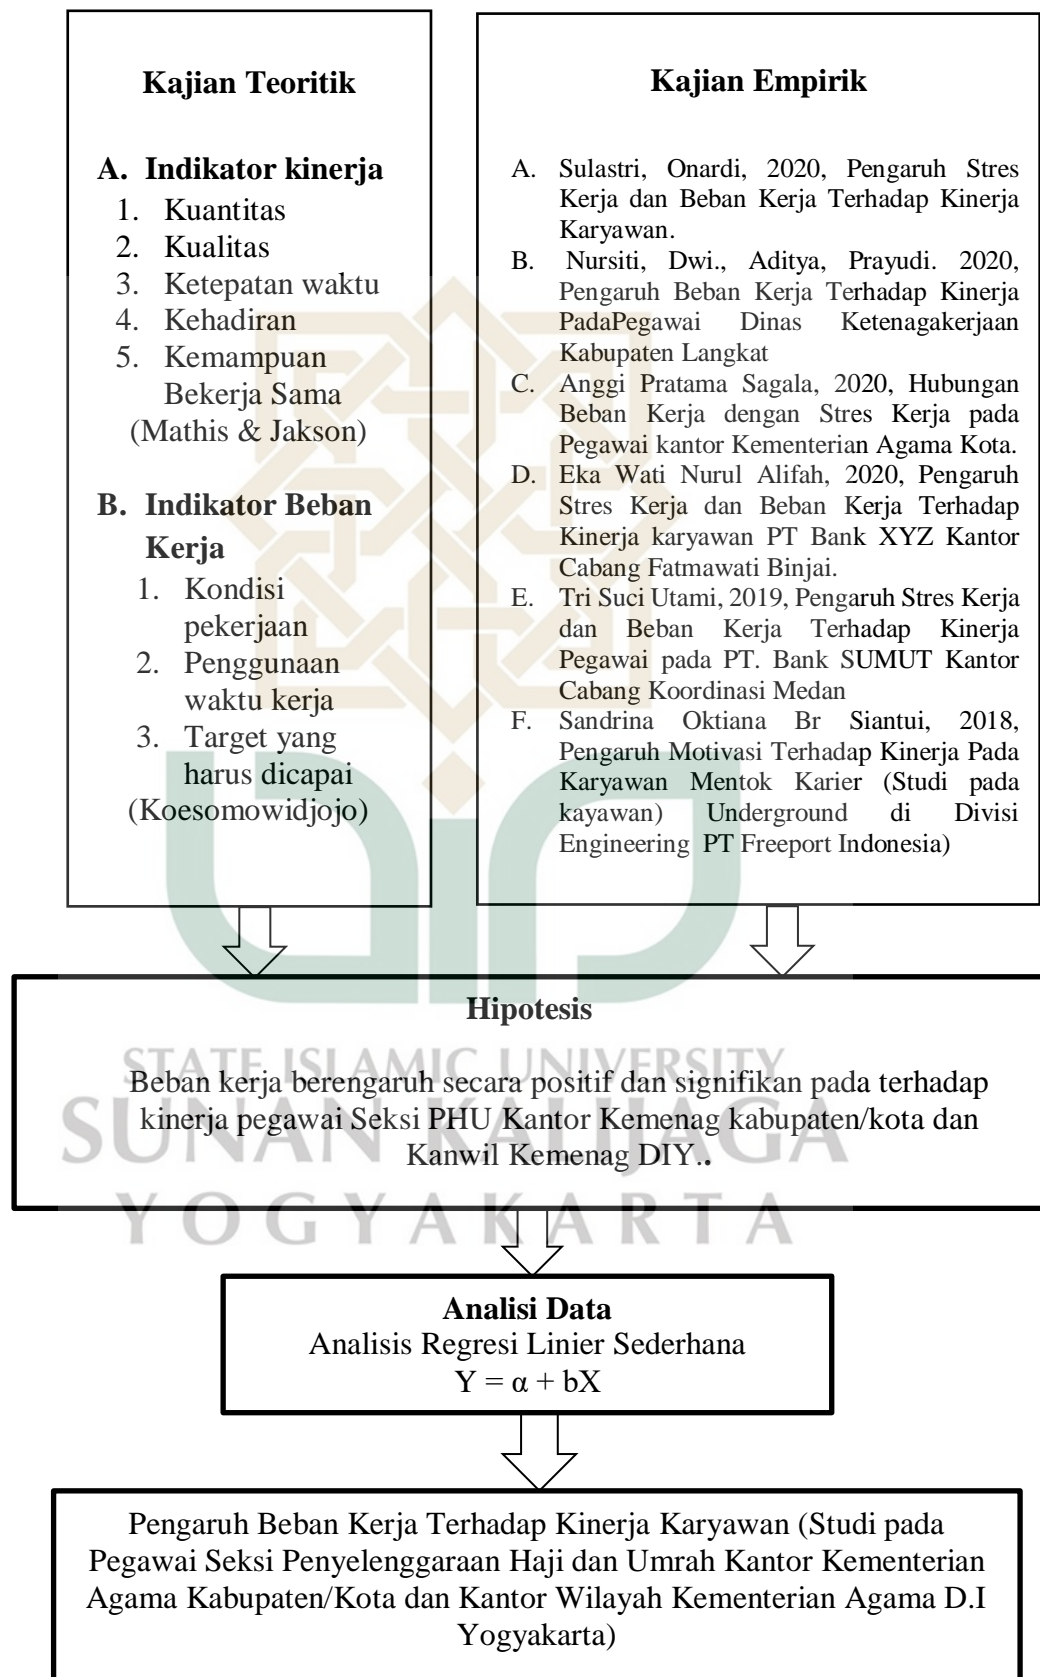 Kajian Teoritik
A. Indikator kinerja
1. Kuantitas
2. Kualitas
3. Ketepatan waktu
4. Kehadiran
5. Kemampuan
Bekerja Sama
(Mathis & Jakson)
B. Indikator Beban
Kerja
1. Kondisi
pekerjaan
2. Penggunaan
waktu kerja
3. Target yang
harus dicapai
(Koesomowidjojo)
Kajian Empirik
A. Sulastri, Onardi, 2020, Pengaruh Stres
Kerja dan Beban Kerja Terhadap Kinerja
Karyawan.
B. Nursiti, Dwi., Aditya, Prayudi. 2020,
Pengaruh Beban Kerja Terhadap Kinerja
PadaPegawai Dinas Ketenagakerjaan
Kabupaten Langkat
C. Anggi Pratama Sagala, 2020, Hubungan
Beban Kerja dengan Stres Kerja pada
Pegawai kantor Kementerian Agama Kota.
D. Eka Wati Nurul Alifah, 2020, Pengaruh
Stres Kerja dan Beban Kerja Terhadap
Kinerja karyawan PT Bank XYZ Kantor
Cabang Fatmawati Binjai.
E. Tri Suci Utami, 2019, Pengaruh Stres Kerja
dan Beban Kerja Terhadap Kinerja
Pegawai pada PT. Bank SUMUT Kantor
Cabang Koordinasi Medan
F. Sandrina Oktiana Br Siantui, 2018,
Pengaruh Motivasi Terhadap Kinerja Pada
Karyawan Mentok Karier (Studi pada
kayawan) Underground di Divisi
Engineering PT Freeport Indonesia)
Hipotesis
Beban kerja berengaruh secara positif dan signifikan pada terhadap
kinerja pegawai Seksi PHU Kantor Kemenag kabupaten/kota dan
Kanwil Kemenag DIY..
STATE ISLAMIC UNIVERSITY
SUNAN KALIJAGA
YOGYAKARTA
Analisi Data
Analisis Regresi Linier Sederhana
Y = α + bX
Pengaruh Beban Kerja Terhadap Kinerja Karyawan (Studi pada
Pegawai Seksi Penyelenggaraan Haji dan Umrah Kantor Kementerian
Agama Kabupaten/Kota dan Kantor Wilayah Kementerian Agama D.I
Yogyakarta)